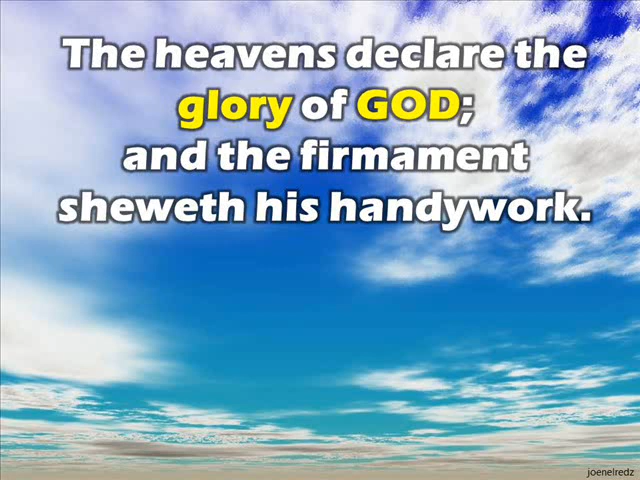 The heavens declare the
glory of GOD;
and the firmament
sheweth his handywork.
joenelredz